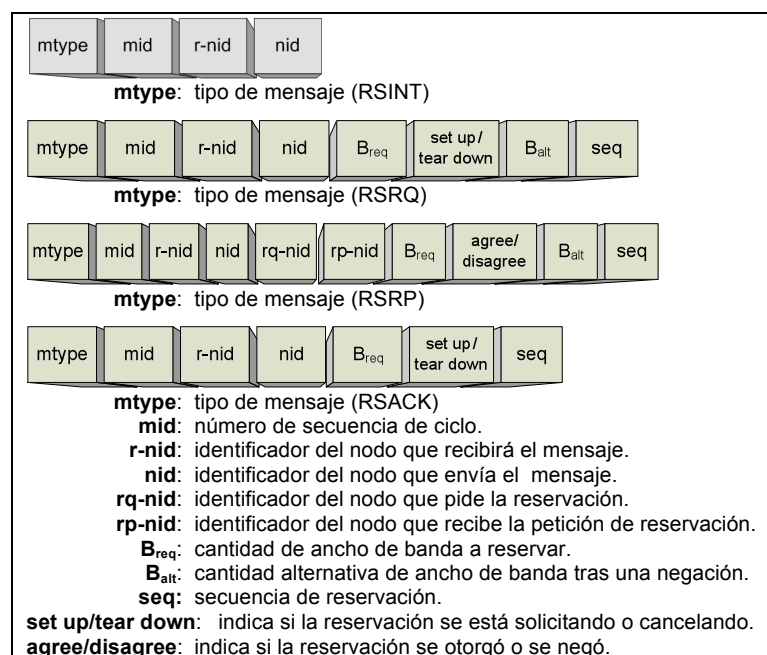 mtype mid r-nid nid
mtype: tipo de mensaje (RSINT)
mtype mid r-nid nid Breq set up/ tear down Balt seq
mtype: tipo de mensaje (RSRQ)
mtype mid r-nid nid rq-nid rp-nid Breq agree/ disagree Balt seq
mtype: tipo de mensaje (RSRP)
mtype mid r-nid nid Breq set up/ tear down seq
mtype: tipo de mensaje (RSACK)
mid: número de secuencia de ciclo.
r-nid: identificador del nodo que recibirá el mensaje.
nid: identificador del nodo que envía el mensaje.
rq-nid: identificador del nodo que pide la reservación.
rp-nid: identificador del nodo que recibe la petición de reservación.
Breq: cantidad de ancho de banda a reservar.
Balt: cantidad alternativa de ancho de banda tras una negación.
seq: secuencia de reservación.
set up/tear down: indica si la reservación se está solicitando o cancelando.
agree/disagree: indica si la reservación se otorgó o se negó.